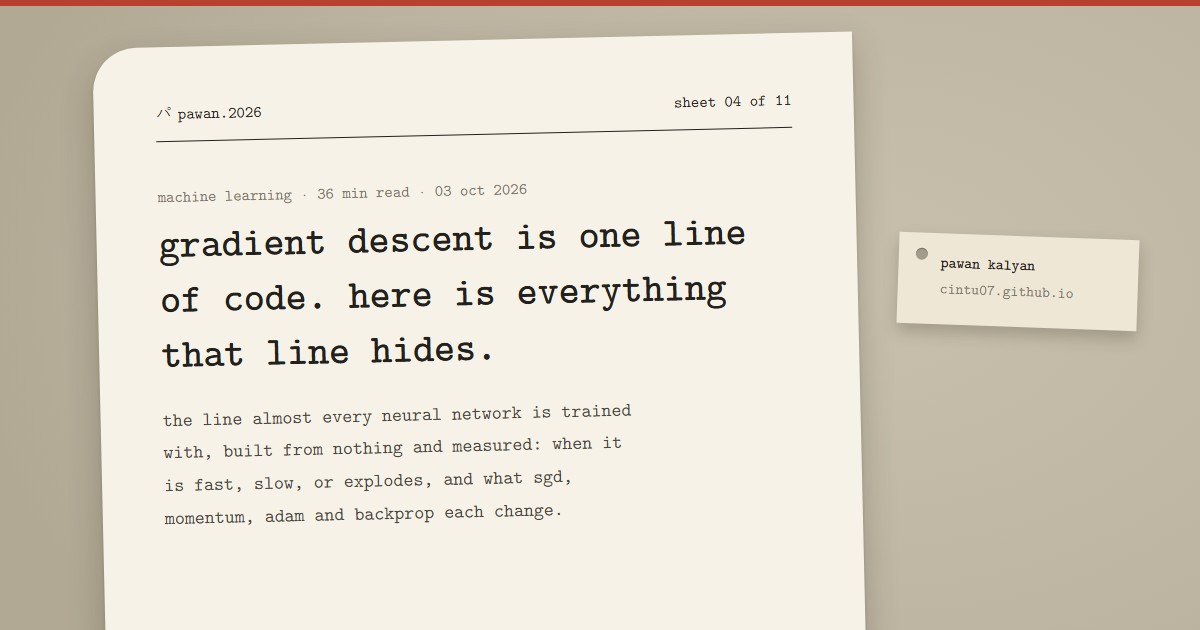 パ pawan.2026
sheet 04 of 11
machine learning · 36 min read · 03 oct 2026
gradient descent is one line
of code. here is everything
that line hides.
the line almost every neural network is trained
with, built from nothing and measured: when it
is fast, slow, or explodes, and what sgd,
momentum, adam and backprop each change.
pawan kalyan
cintu07.github.io